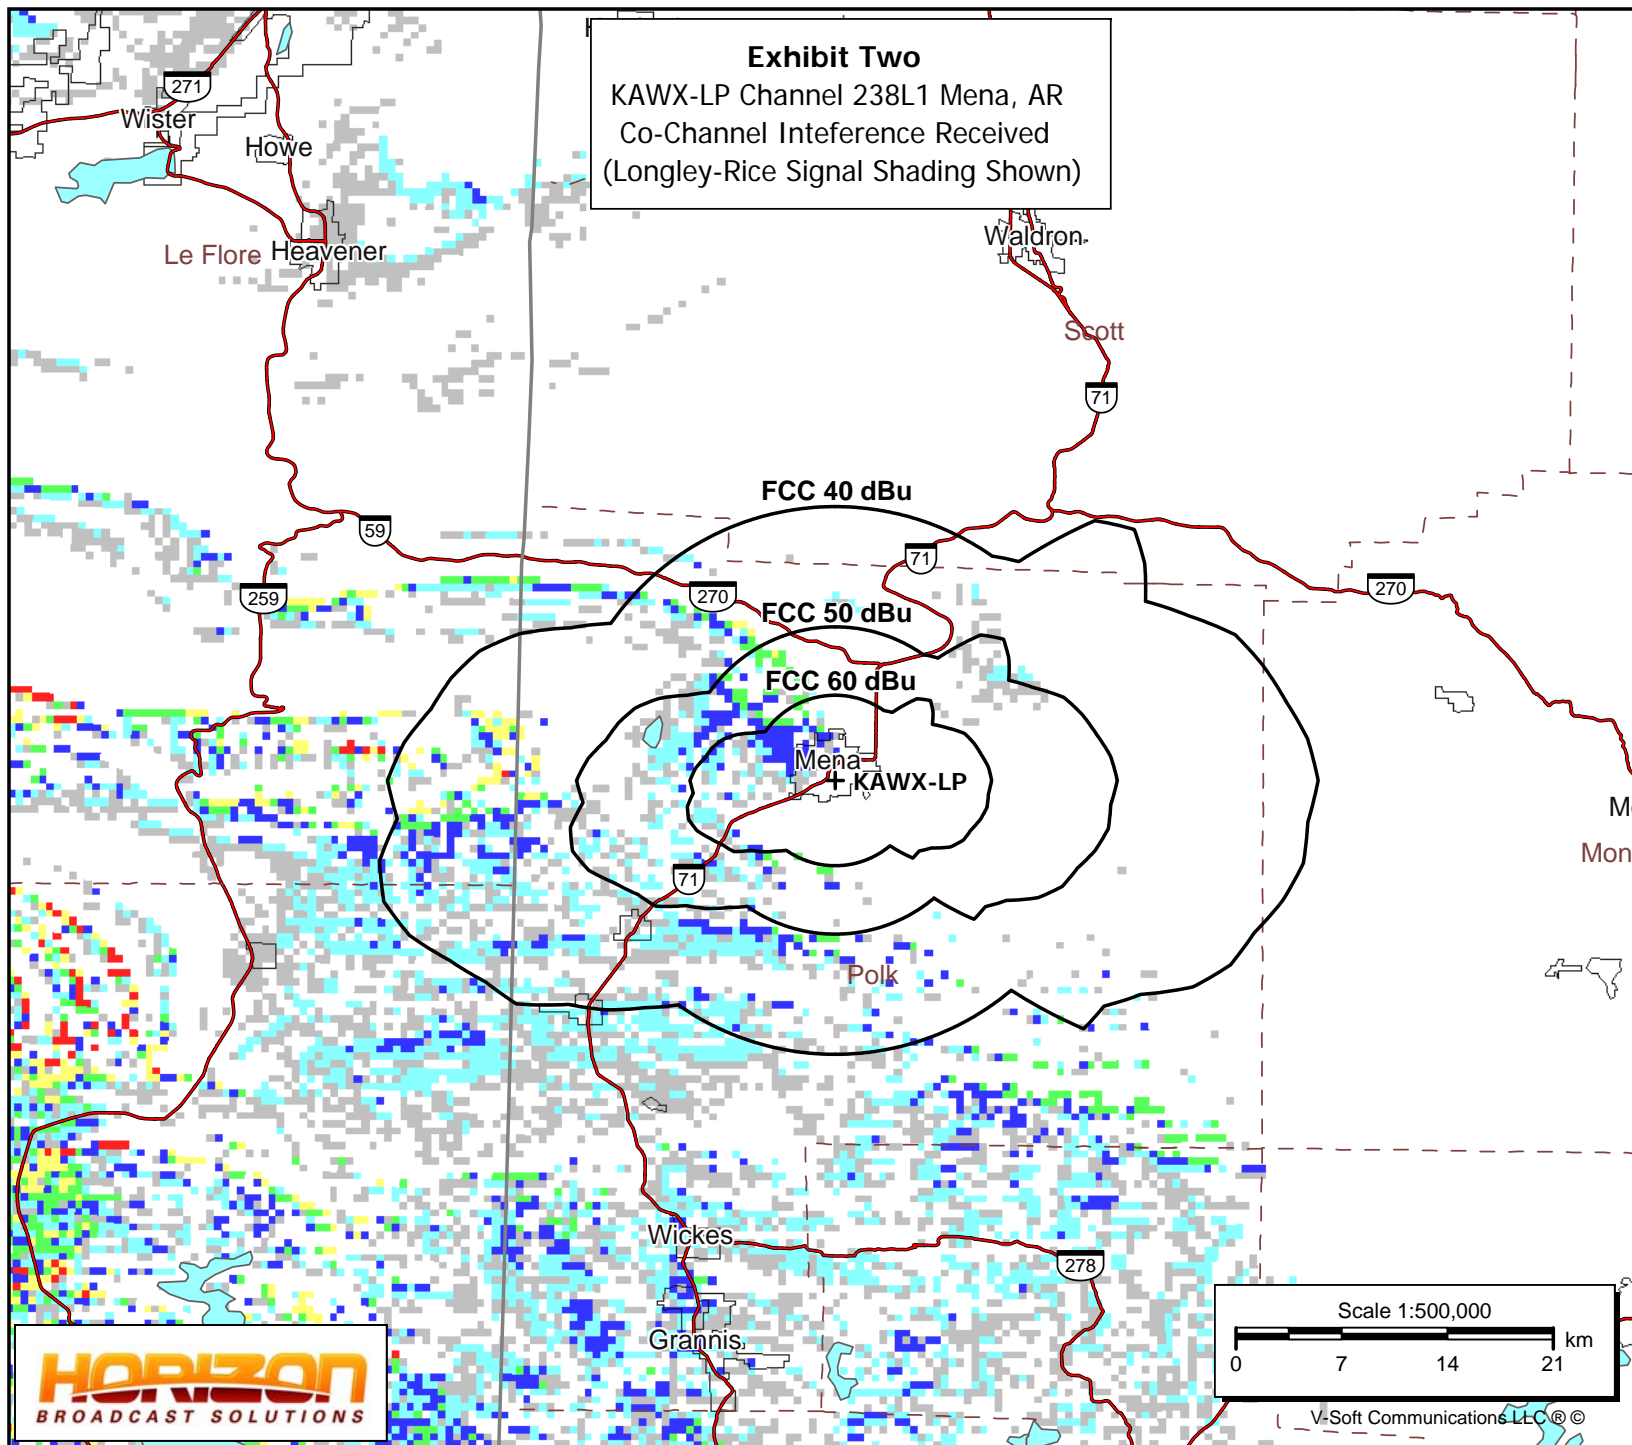 Exhibit Two
KAWX-LP Channel 238L1 Mena, AR
Co-Channel Inteference Received
(Longley-Rice Signal Shading Shown)
271
Wister
Howe
Le Flore
Heavener
Waldron
Scott
71
FCC 40 dBu
59
71
259
270
270
FCC 50 dBu
FCC 60 dBu
Mena
KAWX-LP
71
Polk
Wickes
278
Grannis
Scale 1:500,000
km
0 7 14 21
HORIZON
BROADCAST SOLUTIONS
V-Soft Communications LLC ® ©